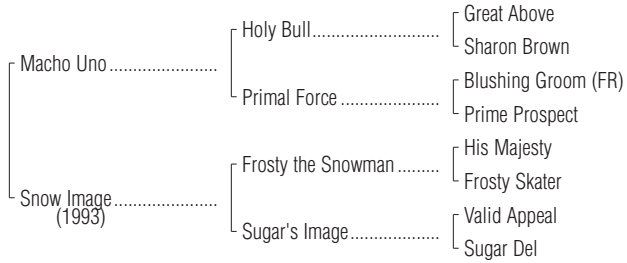 Great Above
Holy Bull
Sharon Brown
Macho Uno
Blushing Groom (FR)
Primal Force
Prime Prospect
His Majesty
Frosty the Snowman
Frosty Skater
Snow Image
(1993)
Valid Appeal
Sugar's Image
Sugar Del